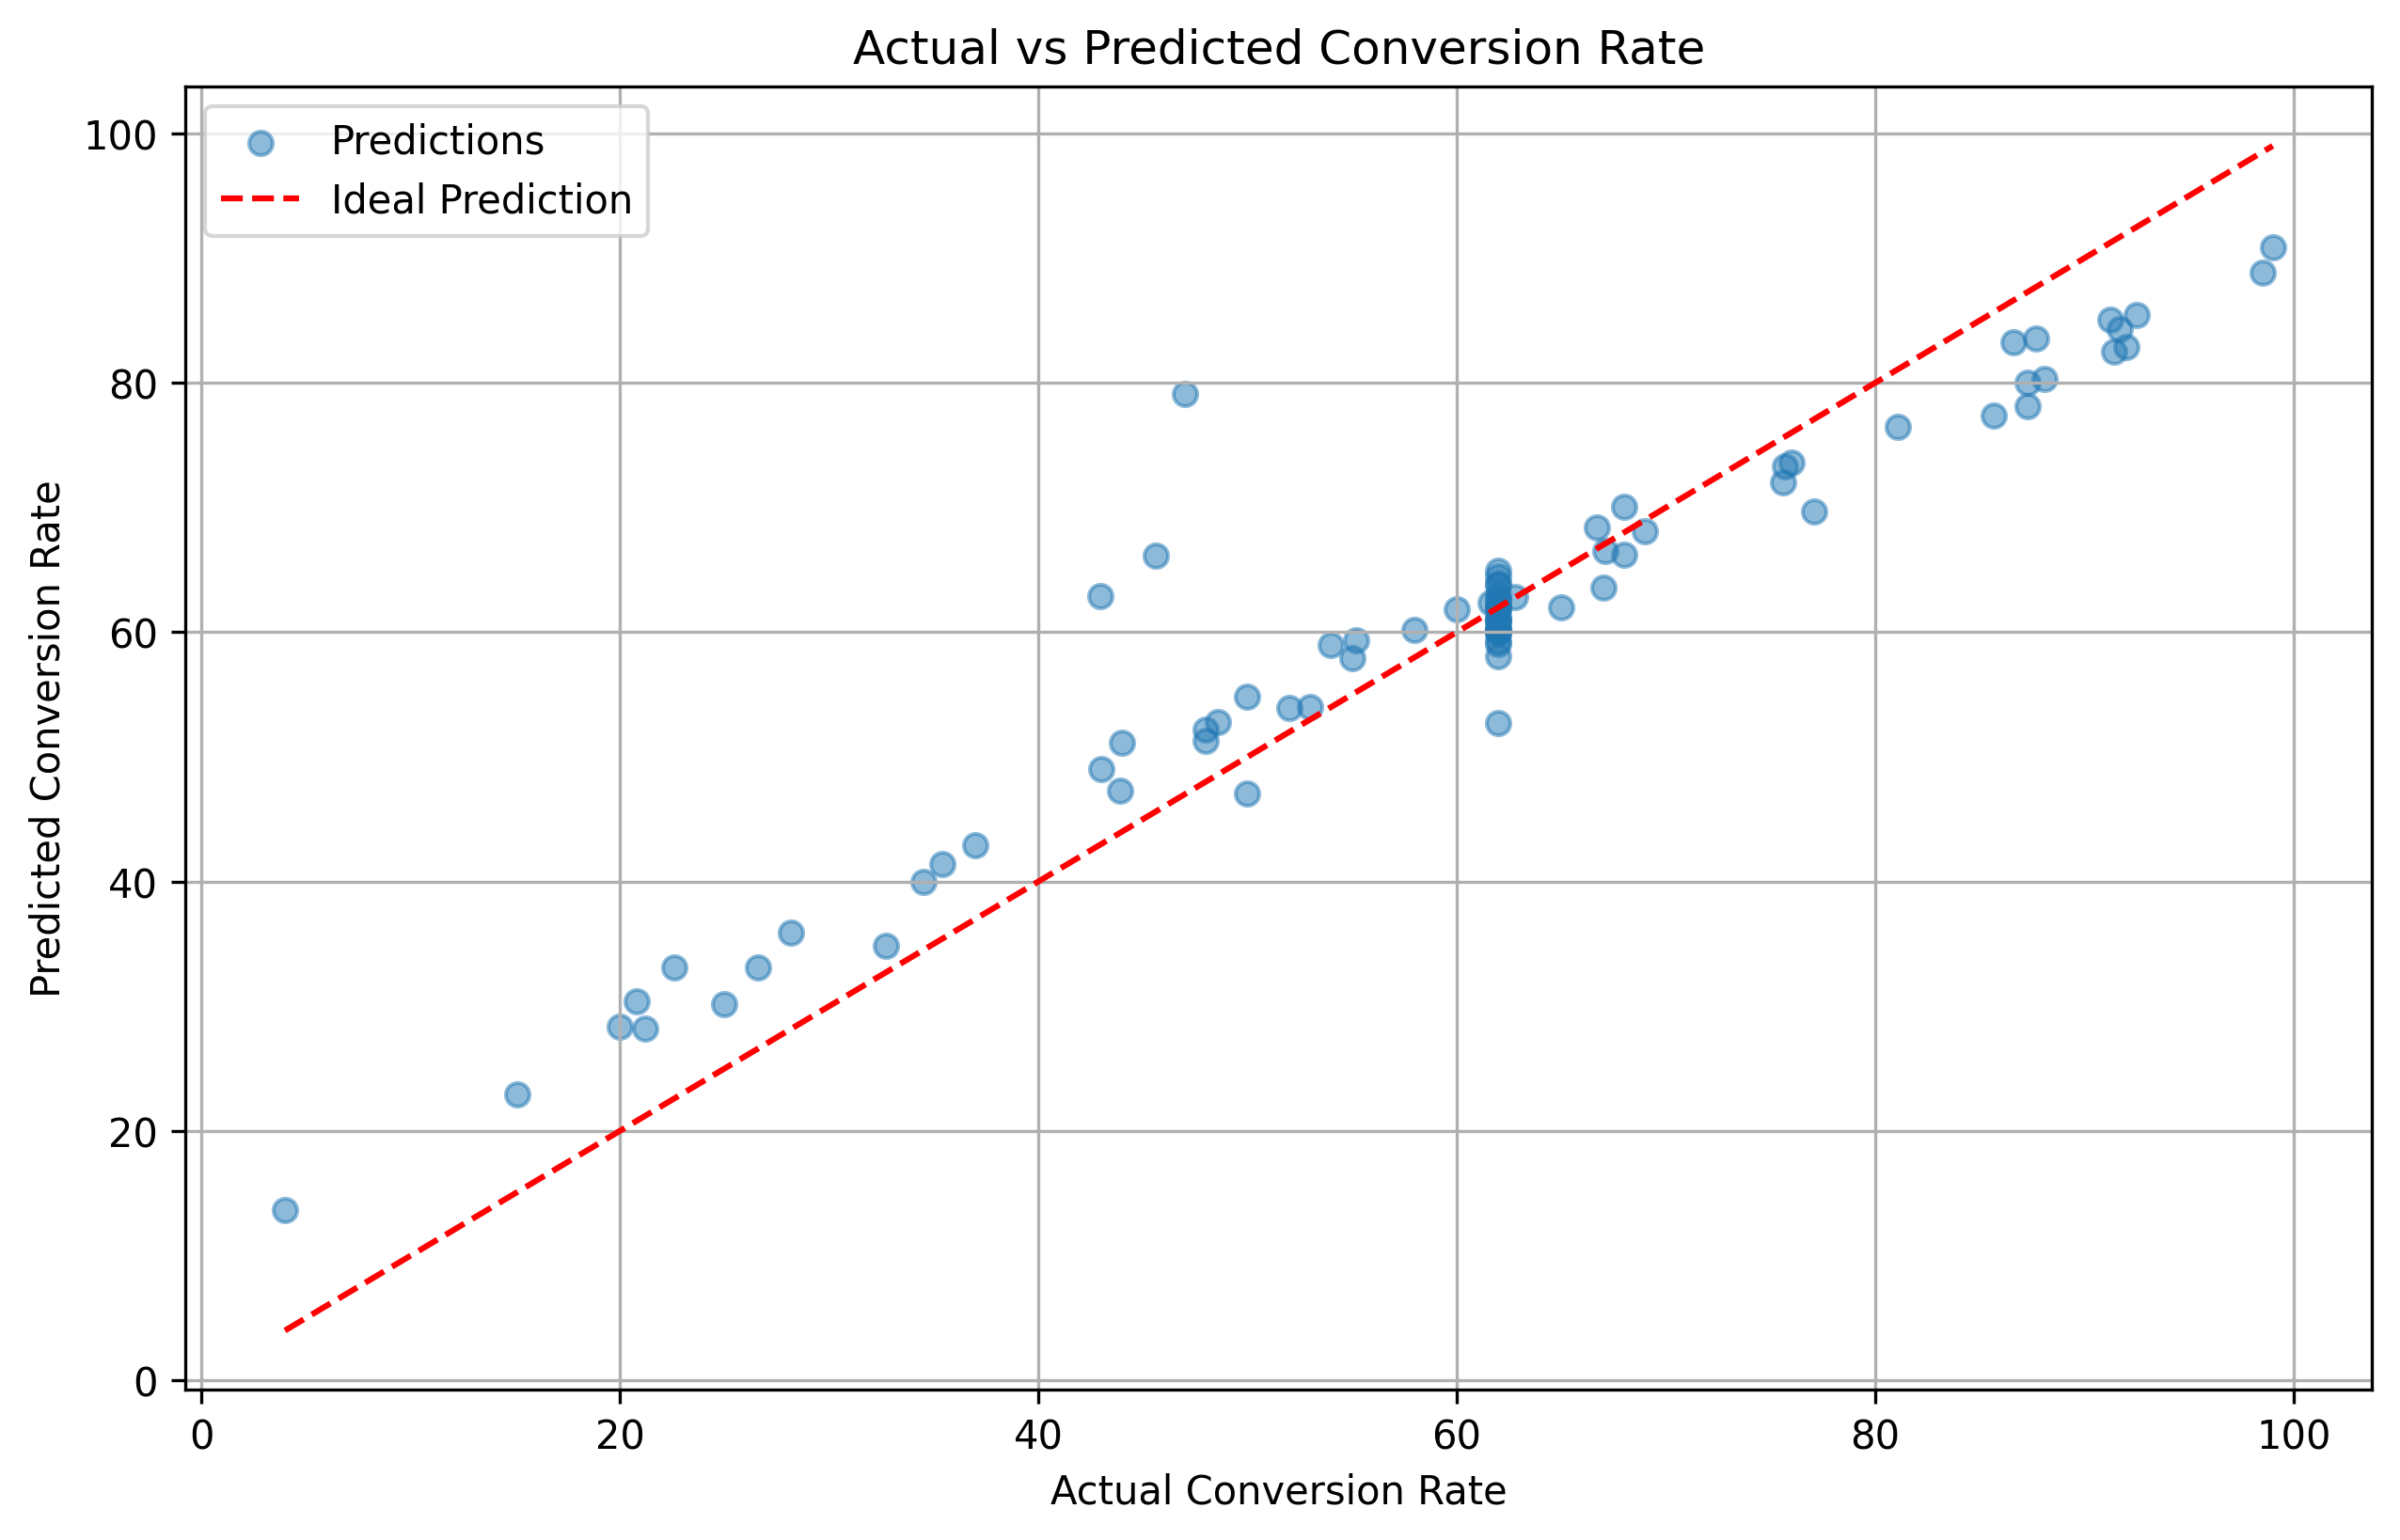 Actual vs Predicted Conversion Rate
Predictions
Ideal Prediction
100
80
60
40
20
0
Predicted Conversion Rate
0 20 40 60 80 100
Actual Conversion Rate